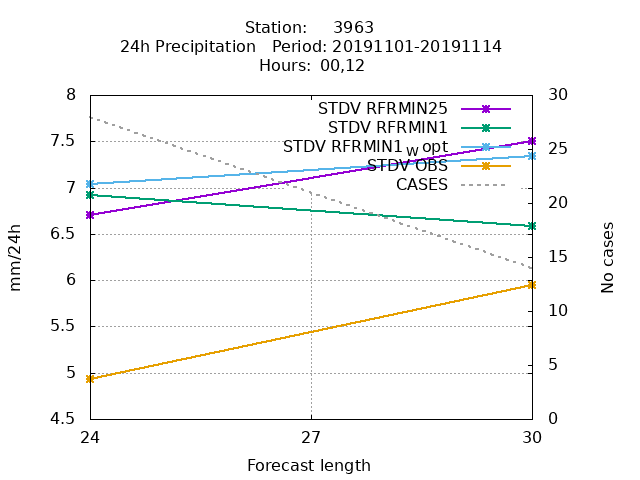 Station: 3963
24h Precipitation Period: 20191101-20191114
Hours: 00,12
8
7.5
7
6.5
6
5.5
5
4.5
30
25
20
15
10
5
0
STDV RFRMIN25
STDV RFRMIN1
STDV RFRMIN1_W opt
STDV OBS
CASES
mm/24h
No cases
24
27
30
Forecast length